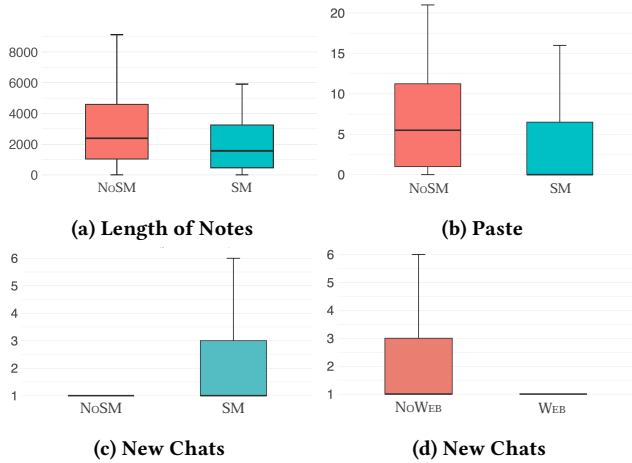 8000
6000
4000
2000
0
NoSM SM
(a) Length of Notes
20
15
10
5
0
NoSM SM
(b) Paste
6
5
4
3
2
1
NoSM SM
(c) New Chats
6
5
4
3
2
1
NoWeb Web
(d) New Chats